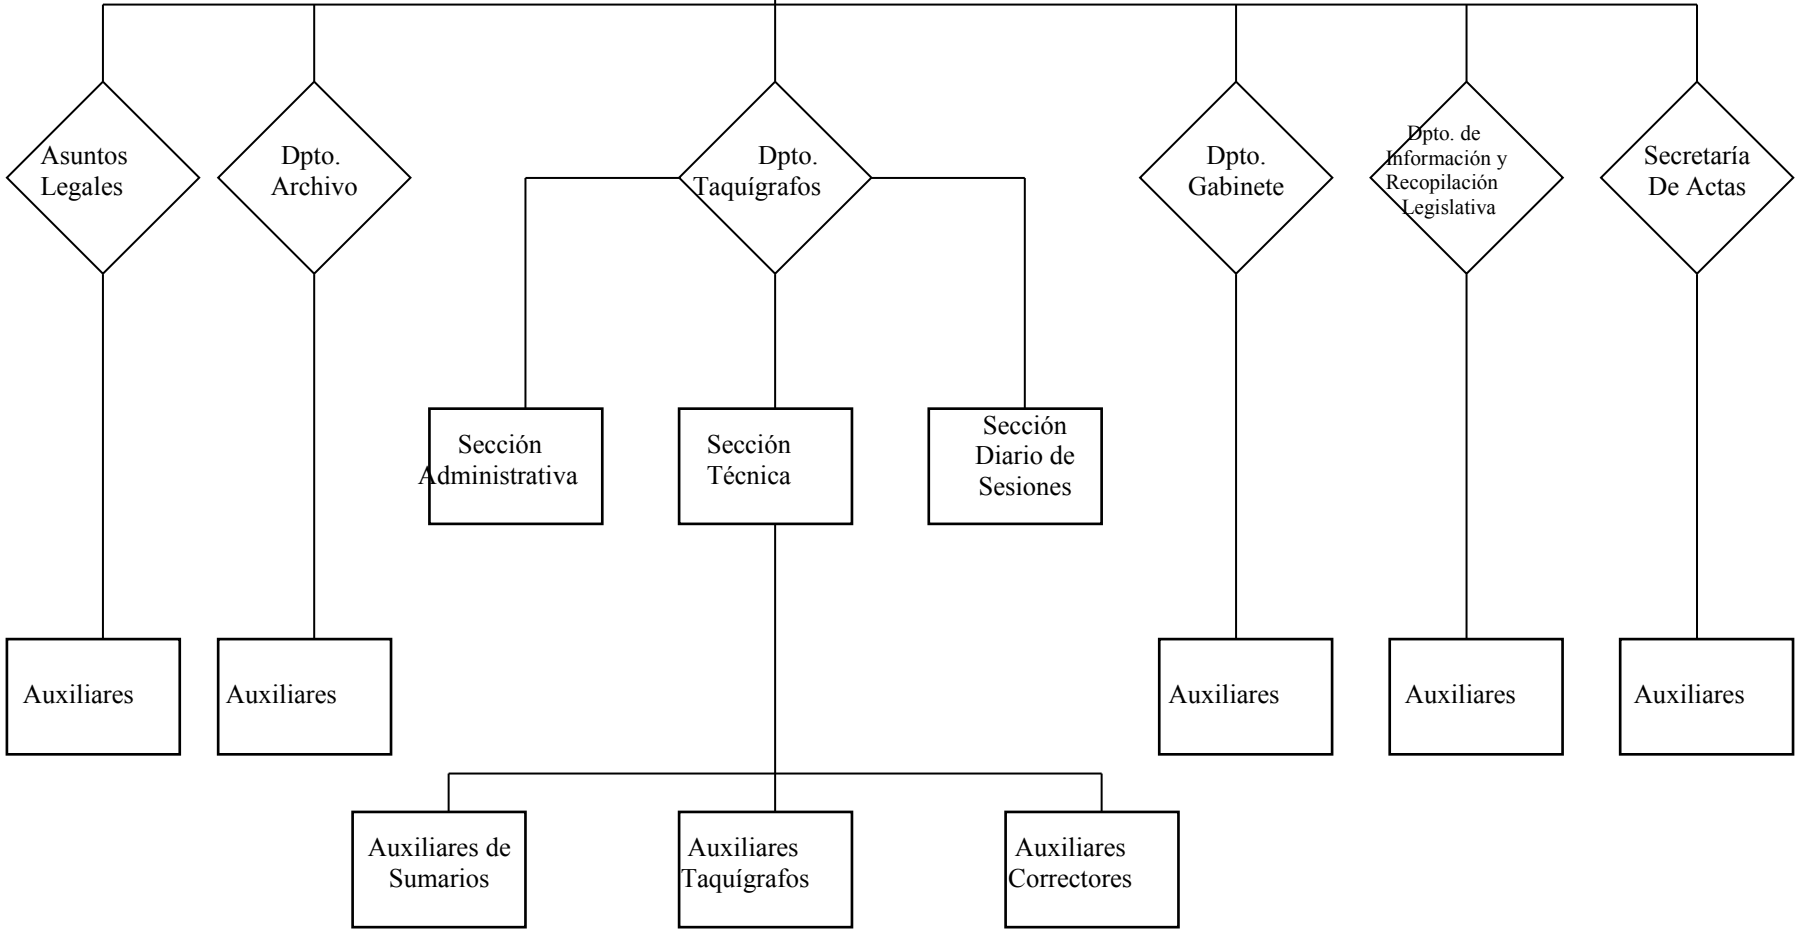 Asuntos
Legales
Dpto.
Archivo
Dpto.
Taquígrafos
Dpto.
Gabinete
Dpto. de
Información y
Recopilación
Legislativa
Secretaría
De Actas
Sección
Administrativa
Sección
Técnica
Sección
Diario de
Sesiones
Auxiliares
Auxiliares
Auxiliares
Auxiliares
Auxiliares
Auxiliares de
Sumarios
Auxiliares
Taquígrafos
Auxiliares
Correctores